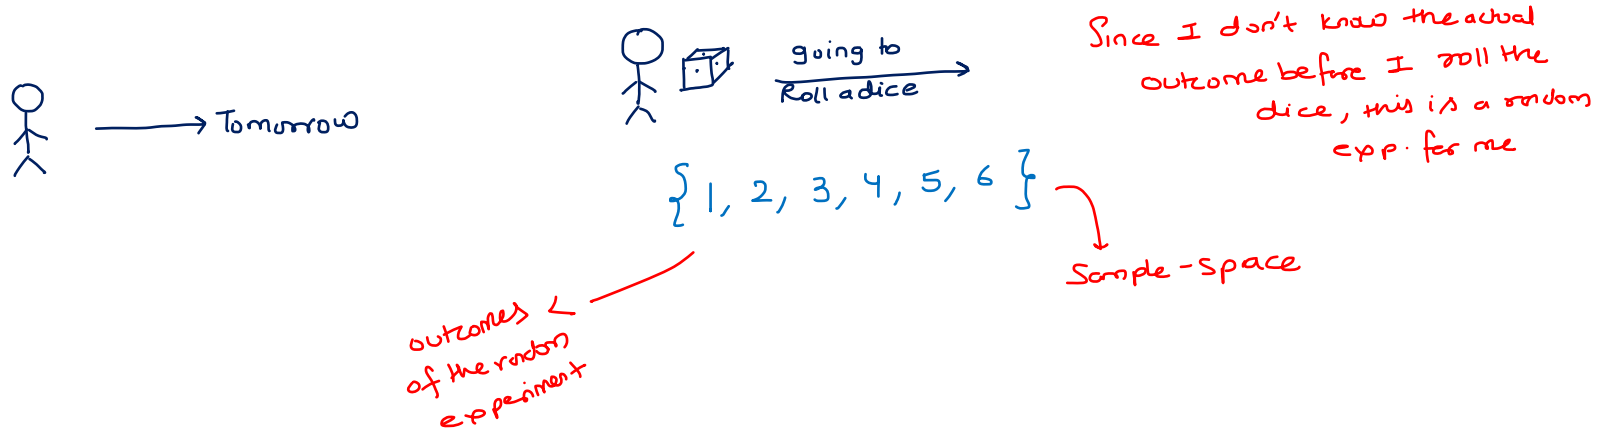 Tomorrow
going to
Roll a dice
Since I don't know the actual
outcome before I roll the
dice, this is a random
exp. for me
{ 1, 2, 3, 4, 5, 6 }
Sample-space
outcomes
of the random
experiment